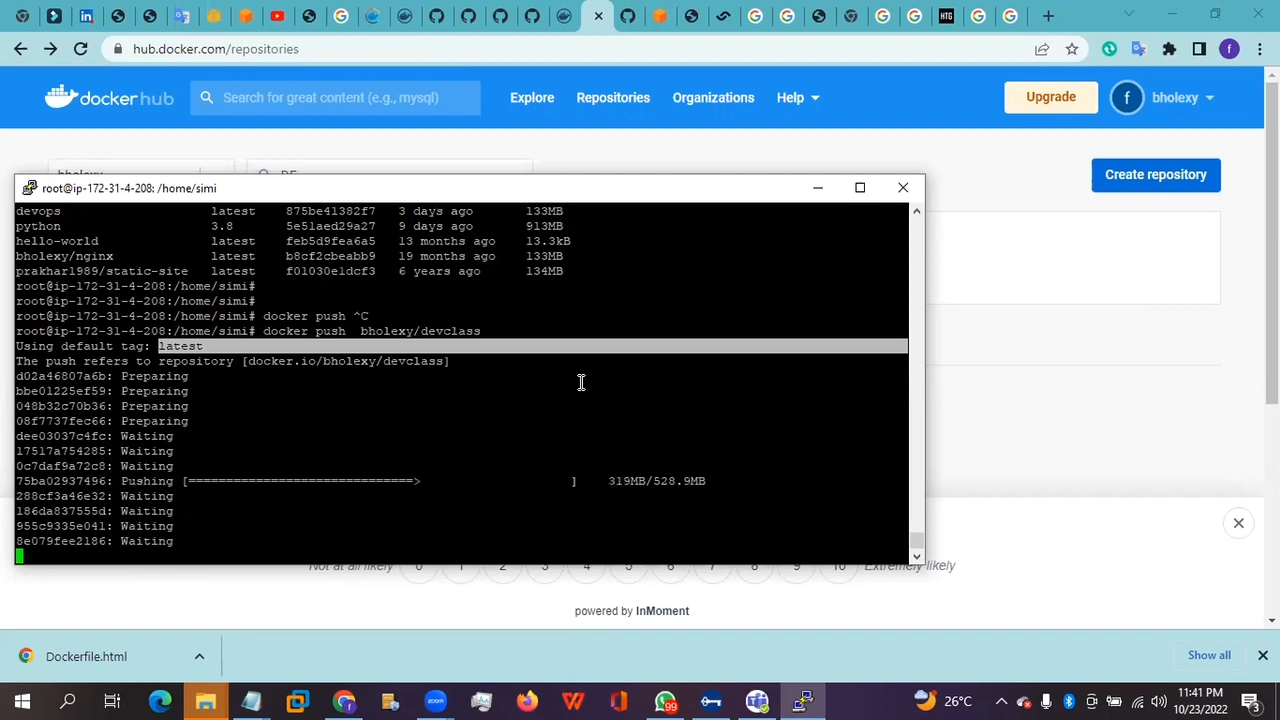 hub.docker.com/repositories
f
HTG
docker hub
Search for great content (e.g., mysql)
Explore
Repositories
Organizations
Help
Upgrade
f
bholexy
Create repository
root@ip-172-31-4-208: /home/simi
devops latest 875be41382f7 3 days ago 133MB
python 3.8 5e51aed29a27 9 days ago 913MB
hello-world latest feb5d9fea6a5 13 months ago 13.3kB
bholexy/nginx latest b8cf2cbeabb9 19 months ago 133MB
prakhar1989/static-site latest f01030e1dcf3 6 years ago 134MB
root@ip-172-31-4-208:/home/simi#
root@ip-172-31-4-208:/home/simi#
root@ip-172-31-4-208:/home/simi# docker push ^C
root@ip-172-31-4-208:/home/simi# docker push  bholexy/devclass
Using default tag: latest
The push refers to repository [docker.io/bholexy/devclass]
d02a46807a6b: Preparing
bbe01225ef59: Preparing
048b32c70b36: Preparing
08f7737fec66: Preparing
dee03037c4fc: Waiting
17517a754285: Waiting
0c7daf9a72c8: Waiting
75ba02937496: Pushing [==============================> ] 319MB/528.9MB
288cf3a46e32: Waiting
186da837555d: Waiting
955c9335e041: Waiting
8e079fee2186: Waiting
Not at all likely 0 1 2 3 4 5 6 7 8 9 10 Extremely likely
powered by InMoment
Dockerfile.html
Show all
zoom
99
26°C
11:41 PM
10/23/2022
3